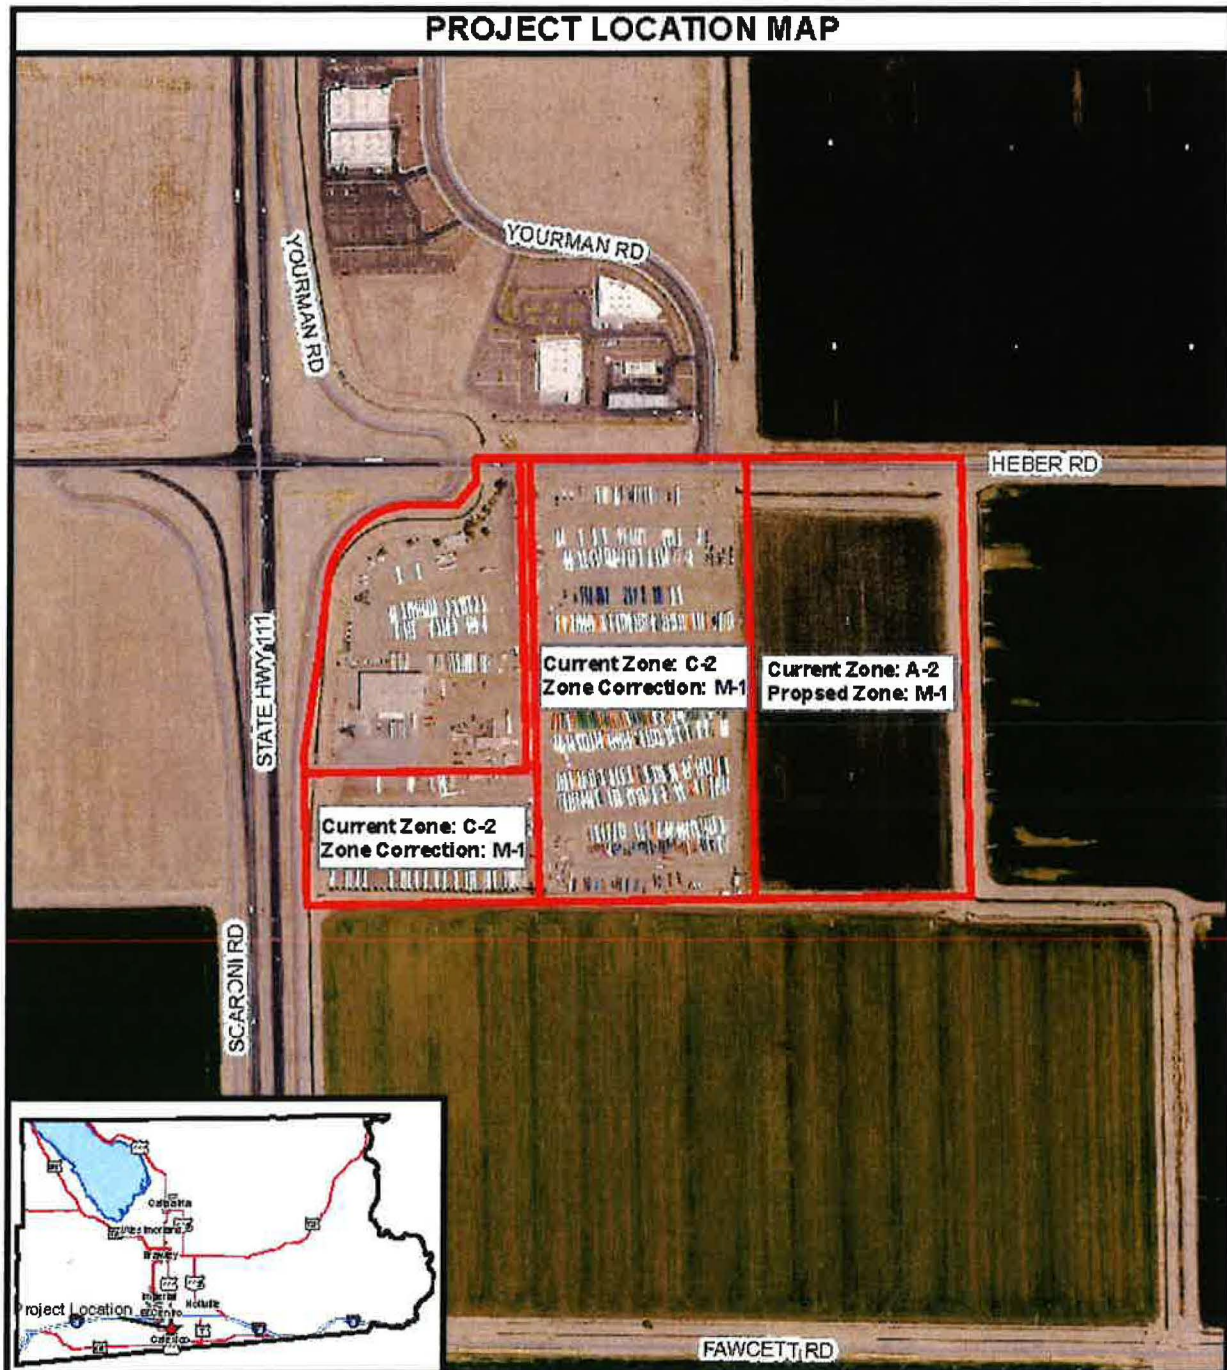 PROJECT LOCATION MAP
YOURMAN RD
YOURMAN RD
HEBER RD
STATE HWY 111
Current Zone: C-2
Zone Correction: M-1
Current Zone: A-2
Propsed Zone: M-1
Current Zone: C-2
Zone Correction: M-1
SCARONI RD
Calipatria
Westmorland
Brawley
Imperial
Holtville
El Centro
Project Location
Calexico
FAWCETT RD